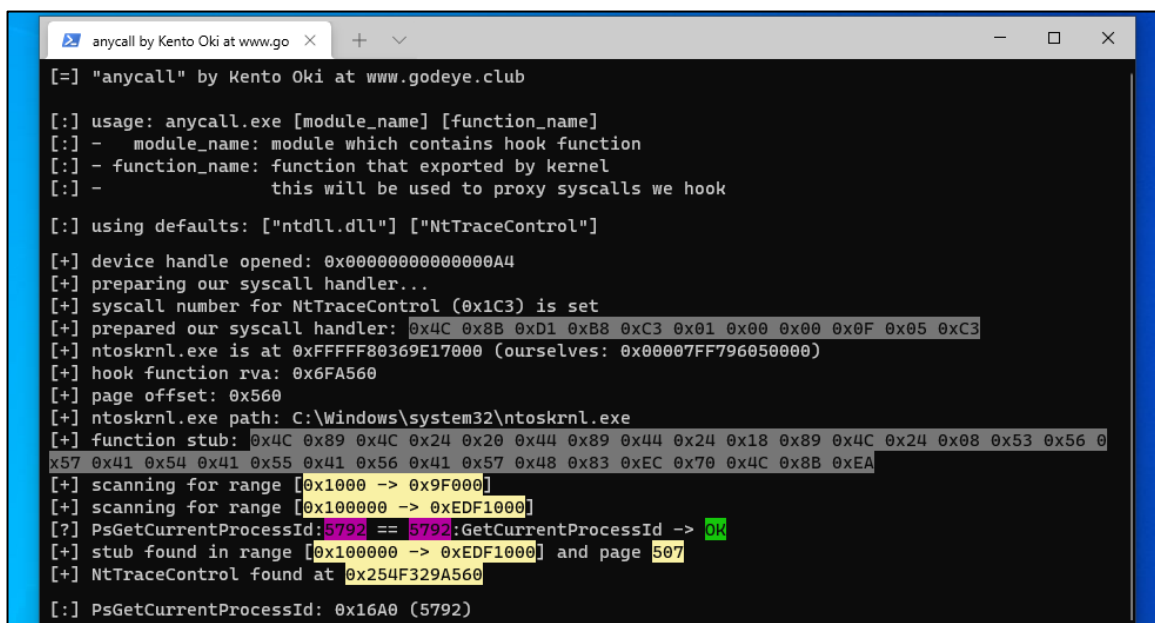 anycall by Kento Oki at www.go
[=] "anycall" by Kento Oki at www.godeye.club
[:] usage: anycall.exe [module_name] [function_name]
[:] -   module_name: module which contains hook function
[:] - function_name: function that exported by kernel
[:] -                this will be used to proxy syscalls we hook
[:] using defaults: ["ntdll.dll"] ["NtTraceControl"]
[+] device handle opened: 0x00000000000000A4
[+] preparing our syscall handler...
[+] syscall number for NtTraceControl (0x1C3) is set
[+] prepared our syscall handler: 0x4C 0x8B 0xD1 0xB8 0xC3 0x01 0x00 0x00 0x0F 0x05 0xC3
[+] ntoskrnl.exe is at 0xFFFFF80369E17000 (ourselves: 0x00007FF796050000)
[+] hook function rva: 0x6FA560
[+] page offset: 0x560
[+] ntoskrnl.exe path: C:\Windows\system32\ntoskrnl.exe
[+] function stub: 0x4C 0x89 0x4C 0x24 0x20 0x44 0x89 0x44 0x24 0x18 0x89 0x4C 0x24 0x08 0x53 0x56 0
x57 0x41 0x54 0x41 0x55 0x41 0x56 0x41 0x57 0x48 0x83 0xEC 0x70 0x4C 0x8B 0xEA
[+] scanning for range [0x1000 -> 0x9F000]
[+] scanning for range [0x100000 -> 0xEDF1000]
[?] PsGetCurrentProcessId:5792 == 5792:GetCurrentProcessId -> OK
[+] stub found in range [0x100000 -> 0xEDF1000] and page 507
[+] NtTraceControl found at 0x254F329A560
[:] PsGetCurrentProcessId: 0x16A0 (5792)